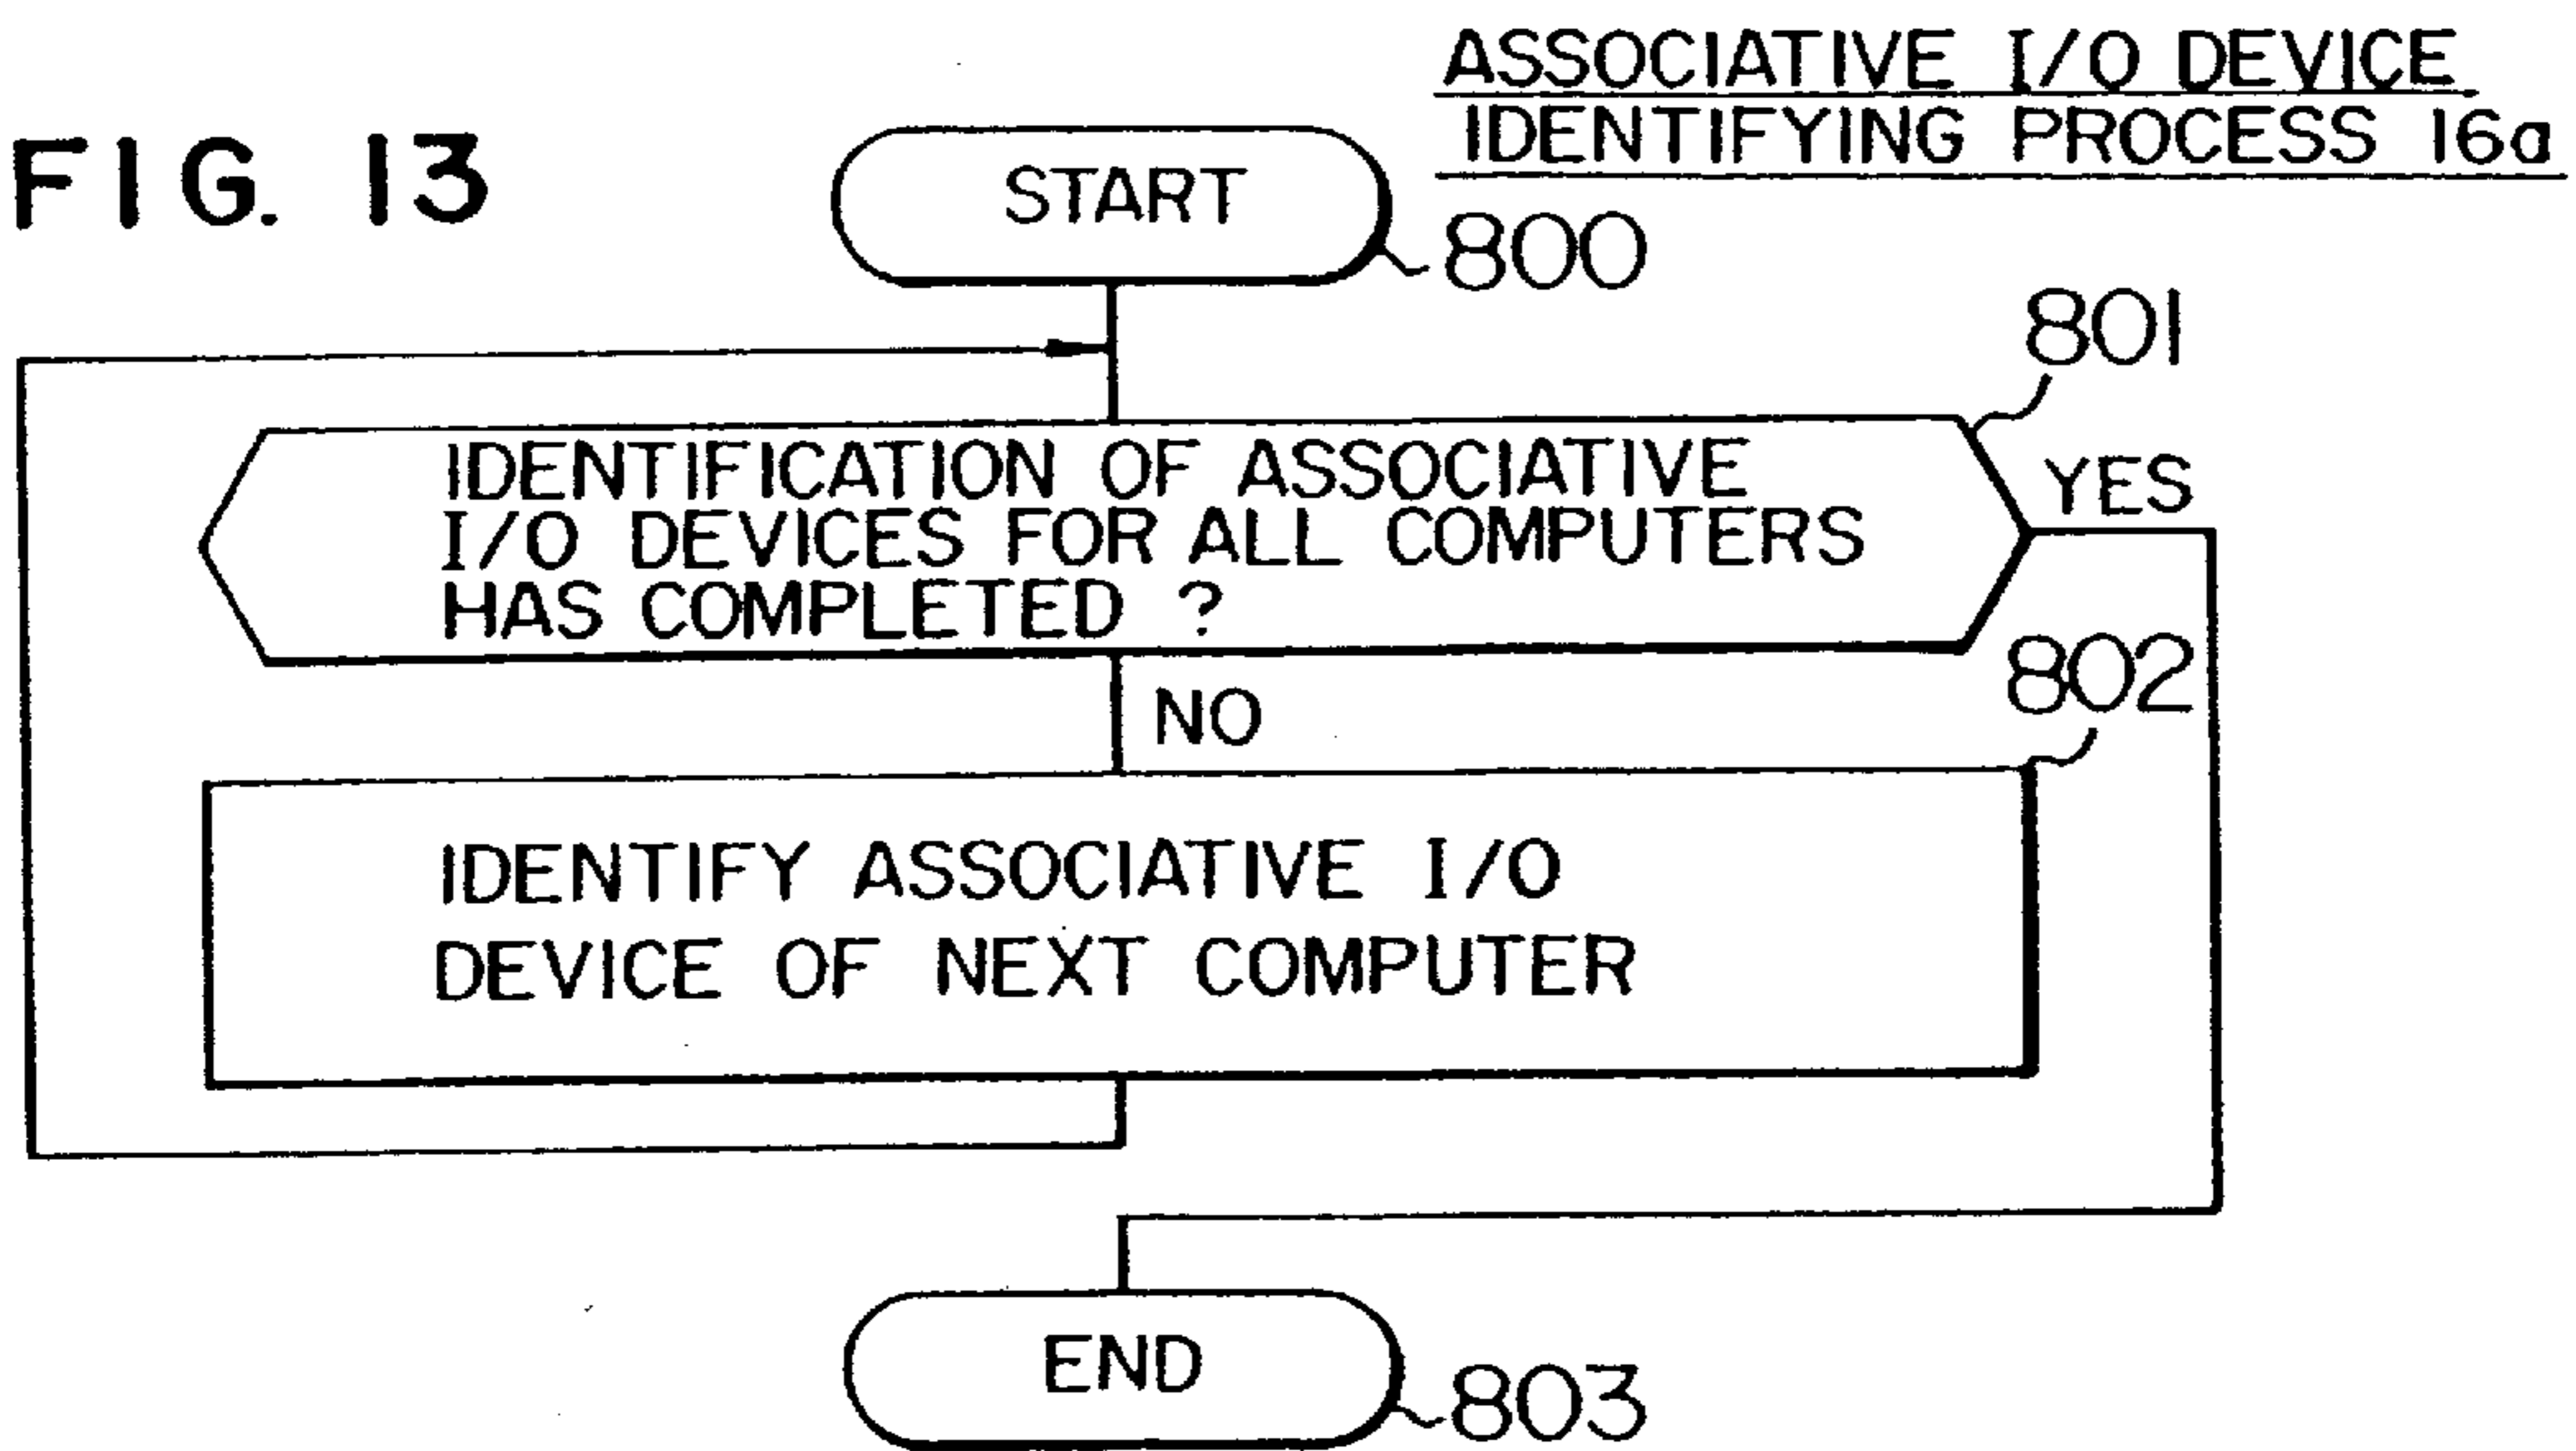 ASSOCIATIVE I/O DEVICE
IDENTIFYING PROCESS 16a
FIG. 13
START
800
801
IDENTIFICATION OF ASSOCIATIVE
I/O DEVICES FOR ALL COMPUTERS
HAS COMPLETED ?
YES
NO
802
IDENTIFY ASSOCIATIVE I/O
DEVICE OF NEXT COMPUTER
END
803